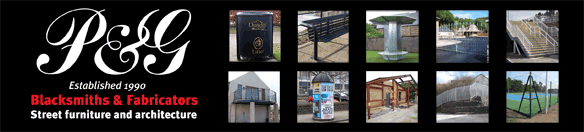 P&G
Established 1990
Blacksmiths & Fabricators
Street furniture and architecture